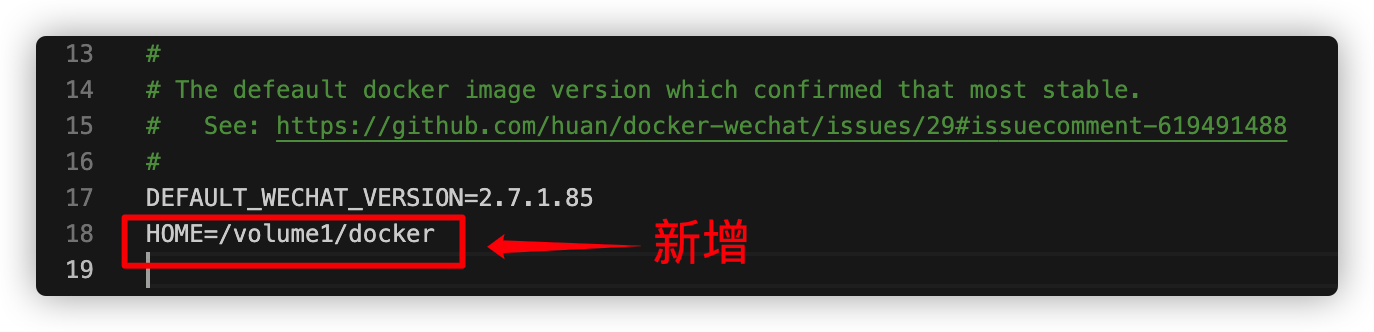 13 #
14 # The defeault docker image version which confirmed that most stable.
15 #   See: https://github.com/huan/docker-wechat/issues/29#issuecomment-619491488
16 #
17 DEFAULT_WECHAT_VERSION=2.7.1.85
18 HOME=/volume1/docker 新增
19